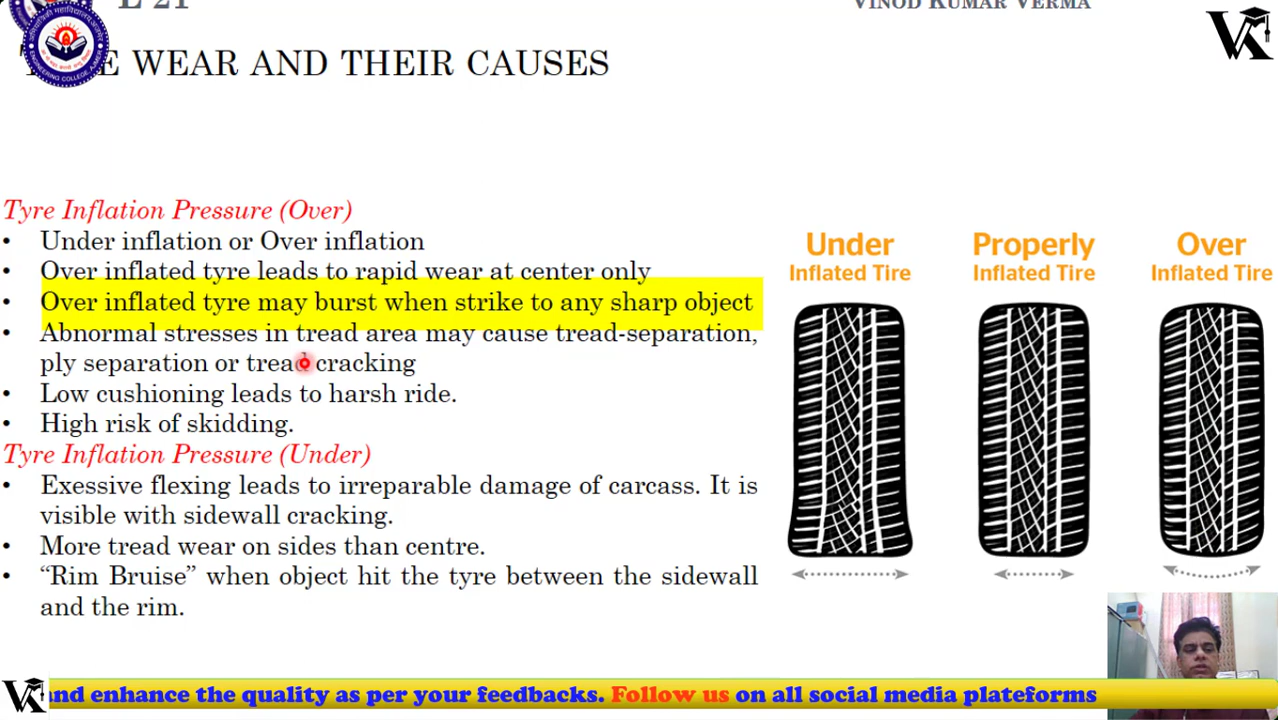 L 21
VINOD KUMAR VERMA
WEAR AND THEIR CAUSES
Tyre Inflation Pressure (Over)
• Under inflation or Over inflation
• Over inflated tyre leads to rapid wear at center only
• Over inflated tyre may burst when strike to any sharp object
• Abnormal stresses in tread area may cause tread-separation,
ply separation or tread cracking
• Low cushioning leads to harsh ride.
• High risk of skidding.
Tyre Inflation Pressure (Under)
• Exessive flexing leads to irreparable damage of carcass. It is
visible with sidewall cracking.
• More tread wear on sides than centre.
• “Rim Bruise” when object hit the tyre between the sidewall
and the rim.
Under
Inflated Tire
Properly
Inflated Tire
Over
Inflated Tire
and enhance the quality as per your feedbacks. Follow us on all social media plateforms